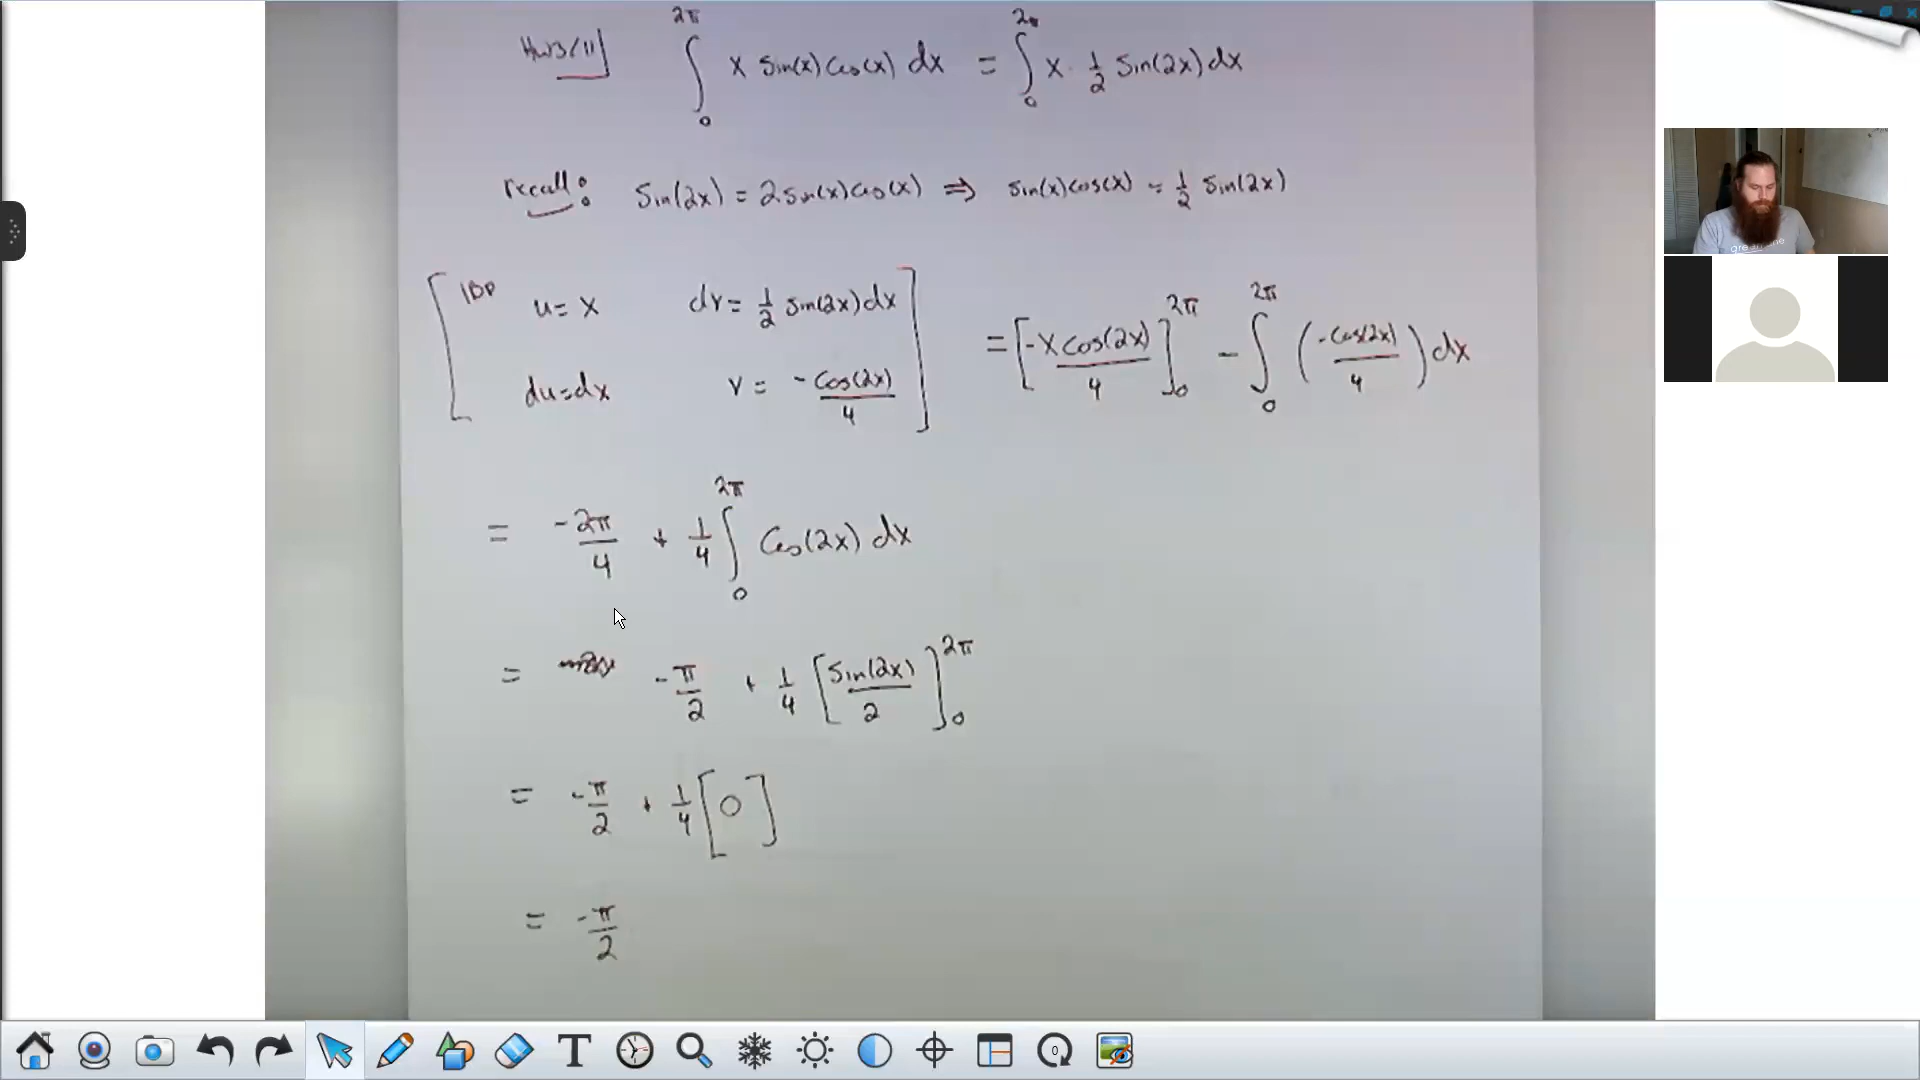 HW3/11] ∫₀^2π x sin(x) cos(x) dx = ∫₀^2π x · 1/2 sin(2x) dx
recall: sin(2x) = 2 sin(x) cos(x) ⇒ sin(x) cos(x) = 1/2 sin(2x)
[IBP u = x dv = 1/2 sin(2x) dx
du = dx v = -cos(2x)/4]
= [-x cos(2x)/4]₀^2π - ∫₀^2π (-cos(2x)/4) dx
= -2π/4 + 1/4 ∫₀^2π cos(2x) dx
= -π/2 + 1/4 [sin(2x)/2]₀^2π
= -π/2 + 1/4 [0]
= -π/2
T
0